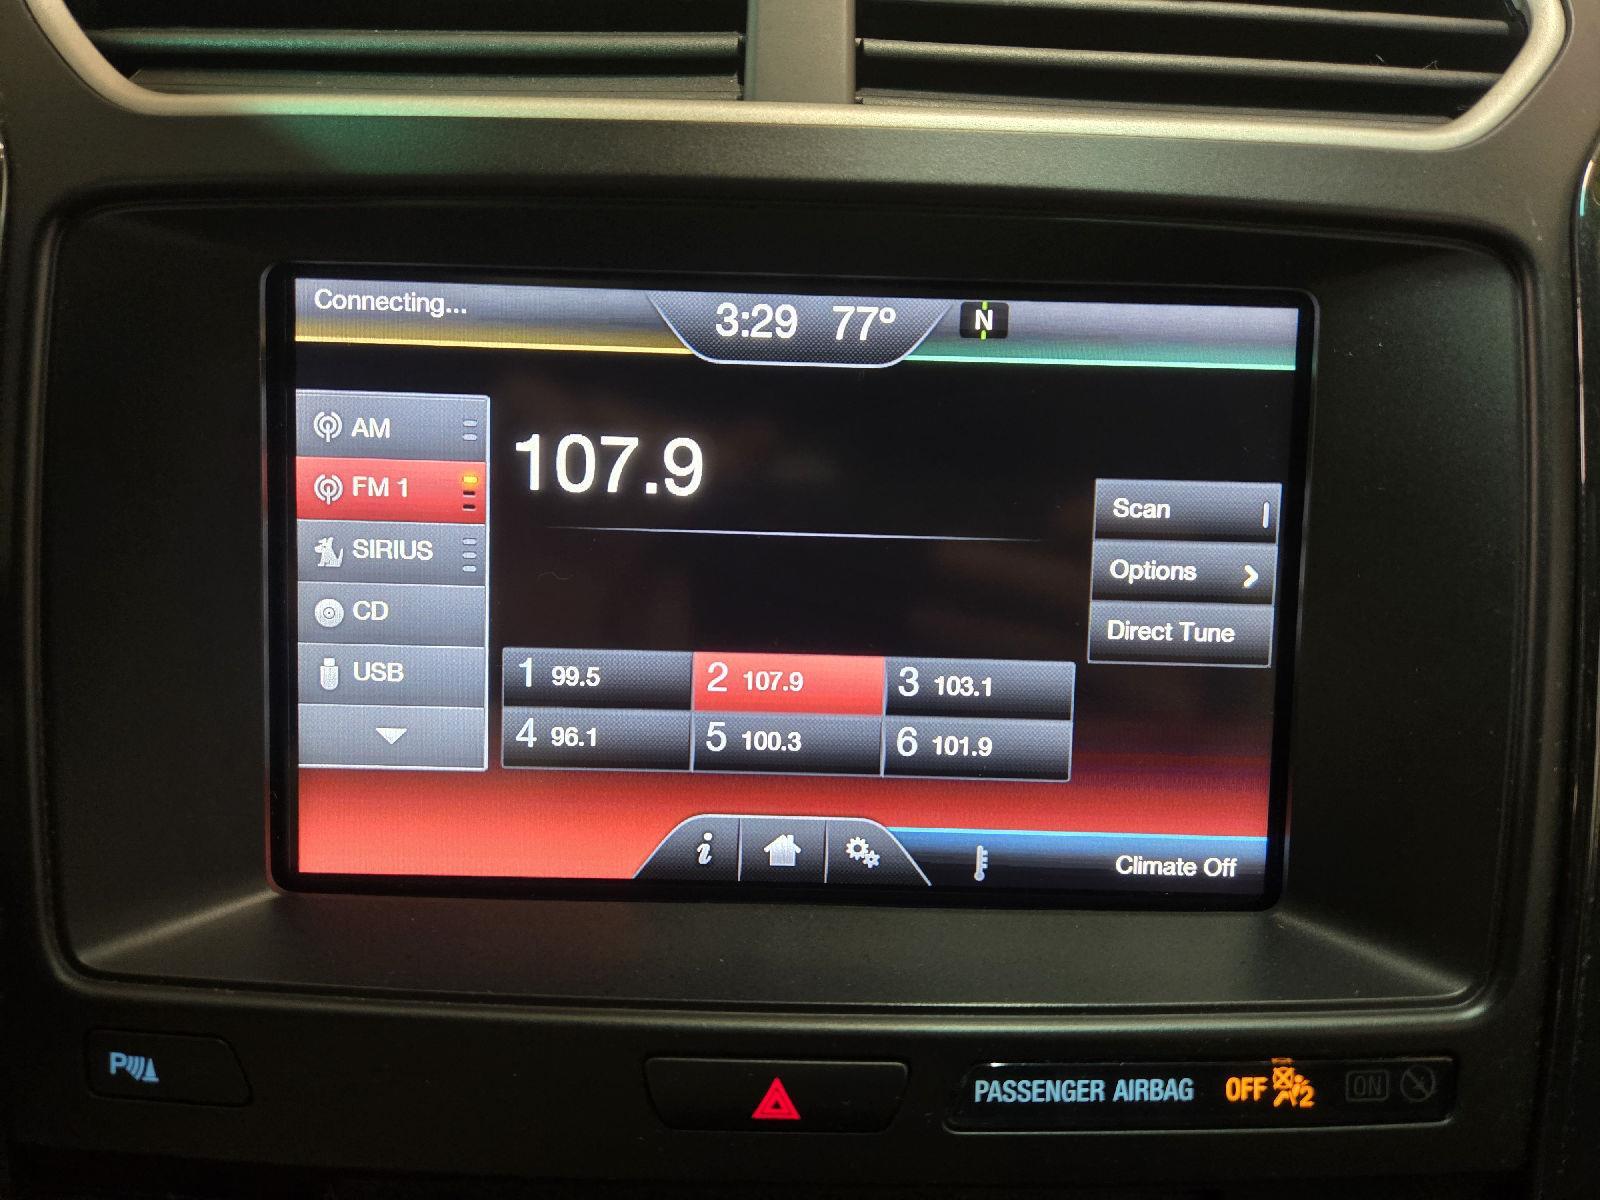 Connecting...
3:29 77º N
AM
FM 1
SIRIUS
CD
USB
107.9
Scan
Options
Direct Tune
1 99.5 2 107.9 3 103.1
4 96.1 5 100.3 6 101.9
i
Climate Off
P
PASSENGER AIRBAG OFF 2 ON